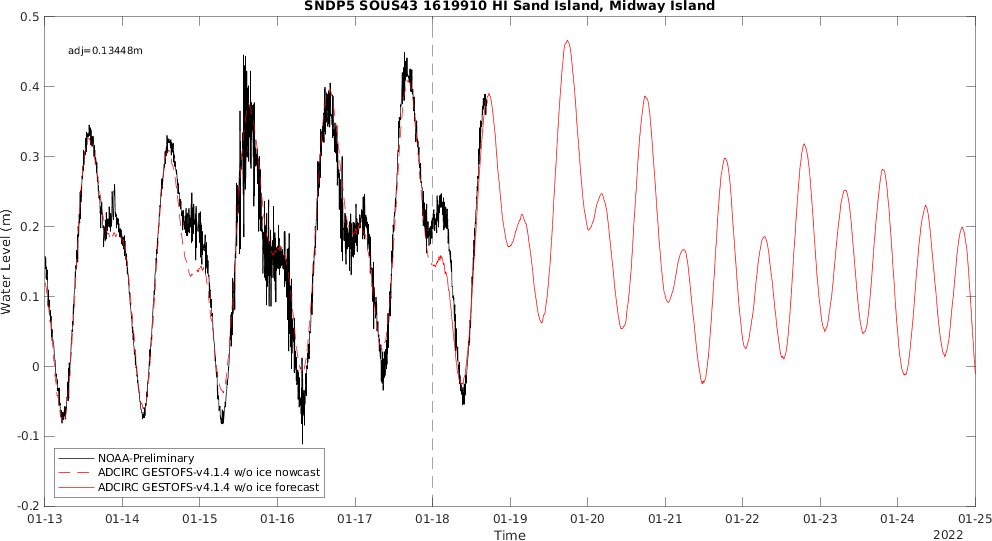 SNDP5 SOUS43 1619910 HI Sand Island, Midway Island
adj=0.13448m
Water Level (m)
0.5
0.4
0.3
0.2
0.1
0
-0.1
-0.2
NOAA-Preliminary
ADCIRC GESTOFS-v4.1.4 w/o ice nowcast
ADCIRC GESTOFS-v4.1.4 w/o ice forecast
01-13 01-14 01-15 01-16 01-17 01-18 01-19 01-20 01-21 01-22 01-23 01-24 01-25
Time
2022